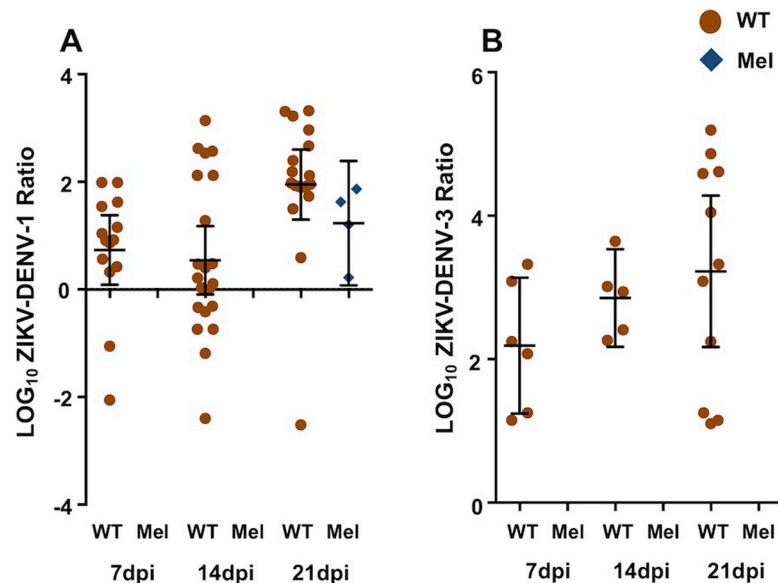 A
LOG₁₀ ZIKV-DENV-1 Ratio
4
2
0
-2
-4
WT Mel WT Mel WT Mel
7dpi 14dpi 21dpi
B
WT
Mel
LOG₁₀ ZIKV-DENV-3 Ratio
6
4
2
0
WT Mel WT Mel WT Mel
7dpi 14dpi 21dpi